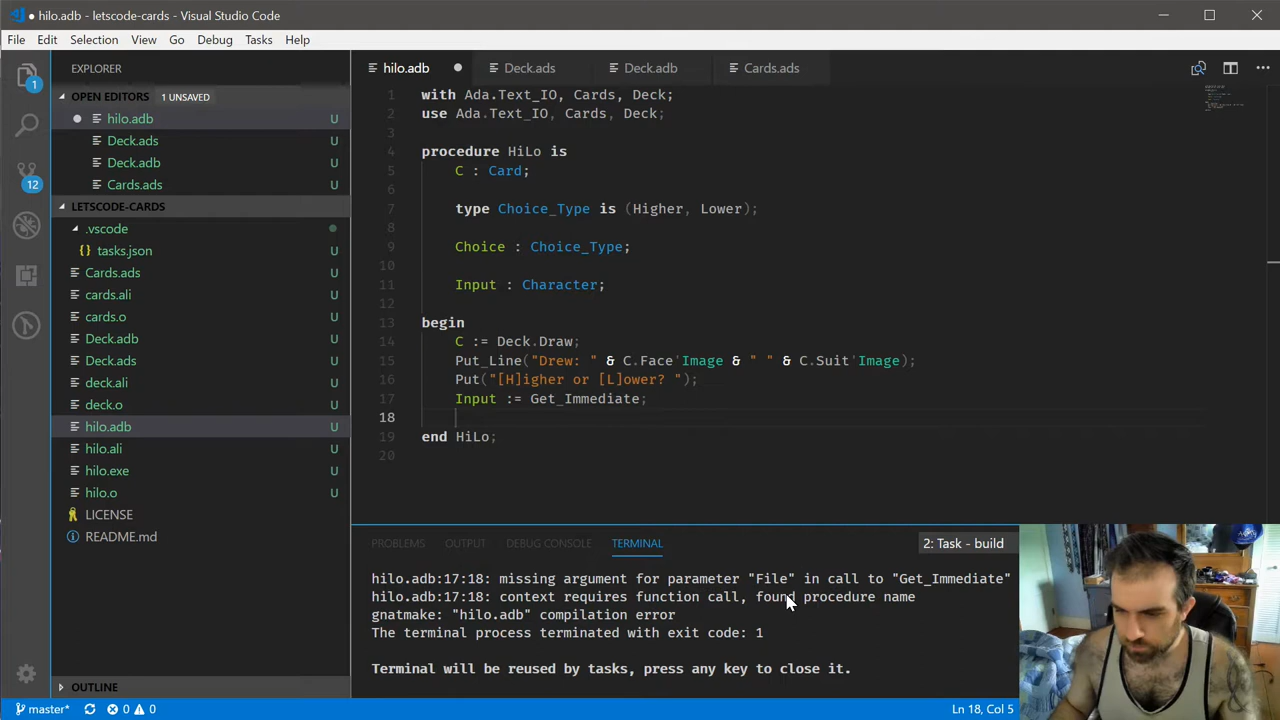 hilo.adb - letscode-cards - Visual Studio Code
File Edit Selection View Go Debug Tasks Help
EXPLORER
OPEN EDITORS 1 UNSAVED
hilo.adb U
Deck.ads U
Deck.adb U
Cards.ads U
LETSCODE-CARDS
.vscode
{} tasks.json U
Cards.ads U
cards.ali U
cards.o U
Deck.adb U
Deck.ads U
deck.ali U
deck.o U
hilo.adb U
hilo.ali U
hilo.exe U
hilo.o U
LICENSE
README.md
OUTLINE
1
12
hilo.adb Deck.ads Deck.adb Cards.ads
1 with Ada.Text_IO, Cards, Deck;
2 use Ada.Text_IO, Cards, Deck;
3
4 procedure HiLo is
5 C : Card;
6
7 type Choice_Type is (Higher, Lower);
8
9 Choice : Choice_Type;
10
11 Input : Character;
12
13 begin
14 C := Deck.Draw;
15 Put_Line("Drew: " & C.Face'Image & " " & C.Suit'Image);
16 Put("[H]igher or [L]ower? ");
17 Input := Get_Immediate;
18
19 end HiLo;
20
PROBLEMS OUTPUT DEBUG CONSOLE TERMINAL 2: Task - build
hilo.adb:17:18: missing argument for parameter "File" in call to "Get_Immediate"
hilo.adb:17:18: context requires function call, found procedure name
gnatmake: "hilo.adb" compilation error
The terminal process terminated with exit code: 1
Terminal will be reused by tasks, press any key to close it.
master* 0 0 Ln 18, Col 5